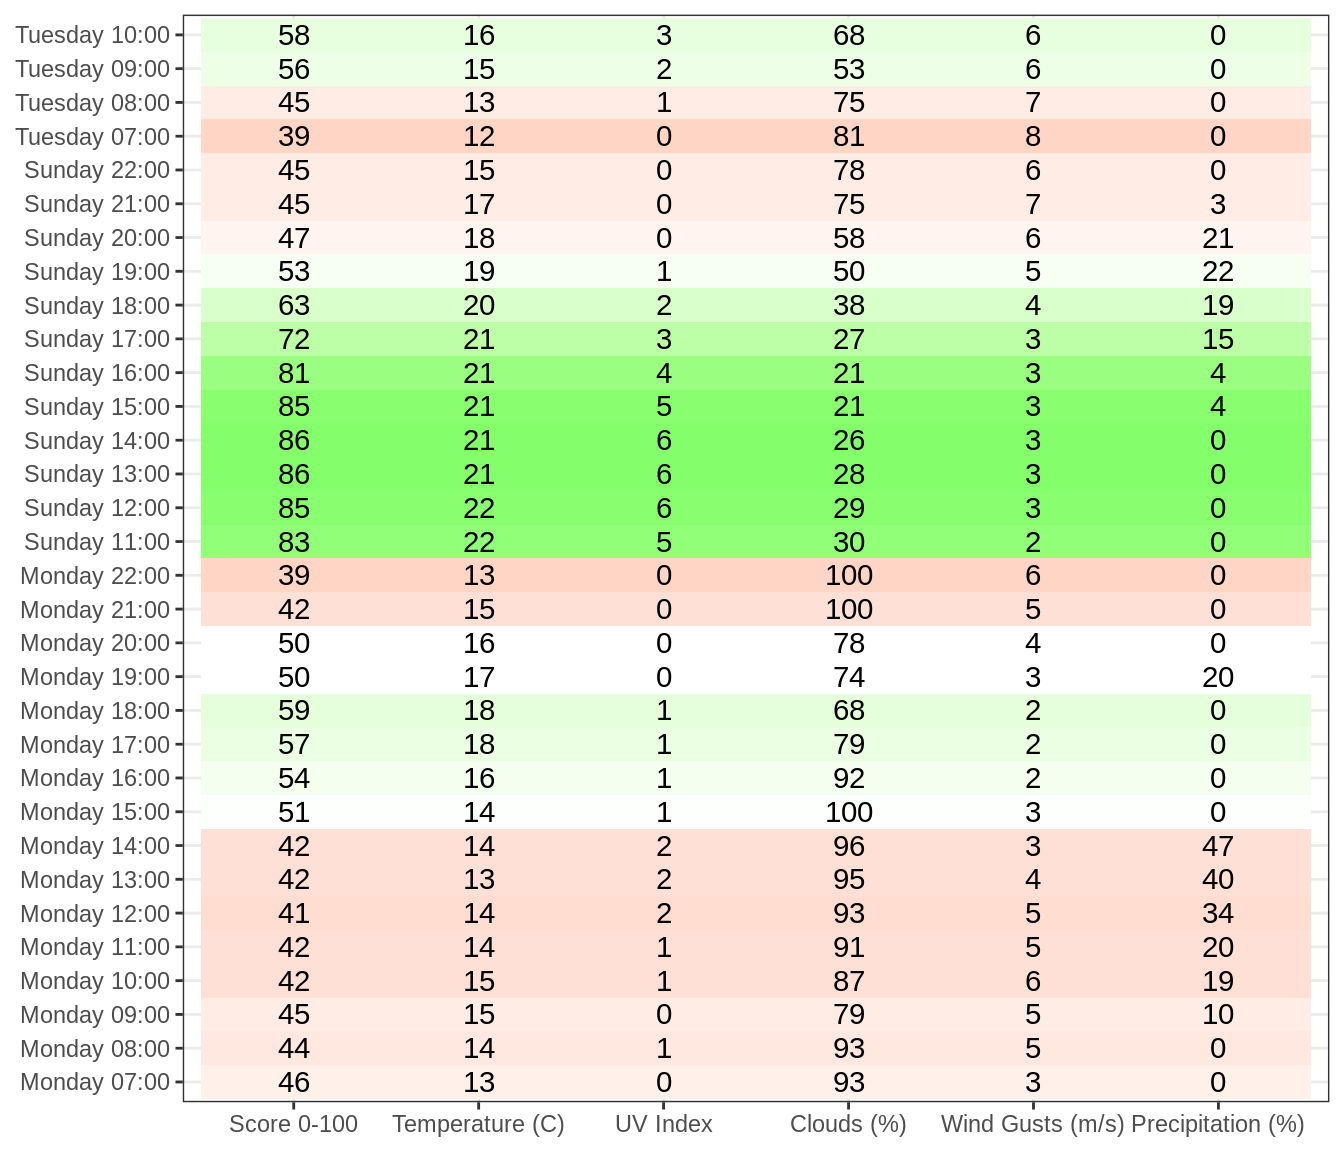 Tuesday 10:00 58 16 3 68 6 0
Tuesday 09:00 56 15 2 53 6 0
Tuesday 08:00 45 13 1 75 7 0
Tuesday 07:00 39 12 0 81 8 0
Sunday 22:00 45 15 0 78 6 0
Sunday 21:00 45 17 0 75 7 3
Sunday 20:00 47 18 0 58 6 21
Sunday 19:00 53 19 1 50 5 22
Sunday 18:00 63 20 2 38 4 19
Sunday 17:00 72 21 3 27 3 15
Sunday 16:00 81 21 4 21 3 4
Sunday 15:00 85 21 5 21 3 4
Sunday 14:00 86 21 6 26 3 0
Sunday 13:00 86 21 6 28 3 0
Sunday 12:00 85 22 6 29 3 0
Sunday 11:00 83 22 5 30 2 0
Monday 22:00 39 13 0 100 6 0
Monday 21:00 42 15 0 100 5 0
Monday 20:00 50 16 0 78 4 0
Monday 19:00 50 17 0 74 3 20
Monday 18:00 59 18 1 68 2 0
Monday 17:00 57 18 1 79 2 0
Monday 16:00 54 16 1 92 2 0
Monday 15:00 51 14 1 100 3 0
Monday 14:00 42 14 2 96 3 47
Monday 13:00 42 13 2 95 4 40
Monday 12:00 41 14 2 93 5 34
Monday 11:00 42 14 1 91 5 20
Monday 10:00 42 15 1 87 6 19
Monday 09:00 45 15 0 79 5 10
Monday 08:00 44 14 1 93 5 0
Monday 07:00 46 13 0 93 3 0
Score 0-100 Temperature (C) UV Index Clouds (%) Wind Gusts (m/s) Precipitation (%)